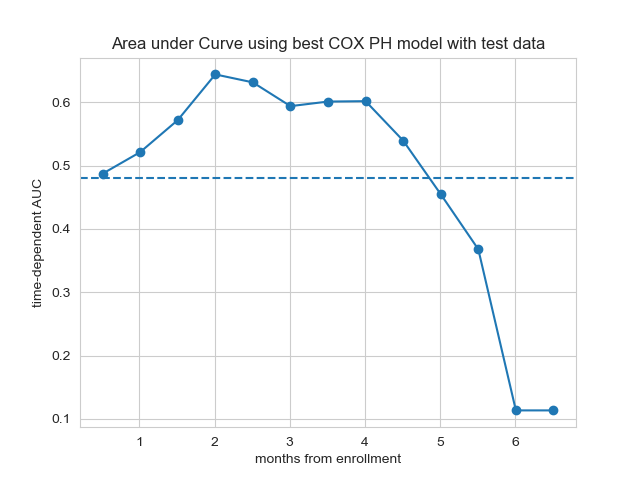 Area under Curve using best COX PH model with test data
time-dependent AUC
0.6
0.5
0.4
0.3
0.2
0.1
1 2 3 4 5 6
months from enrollment